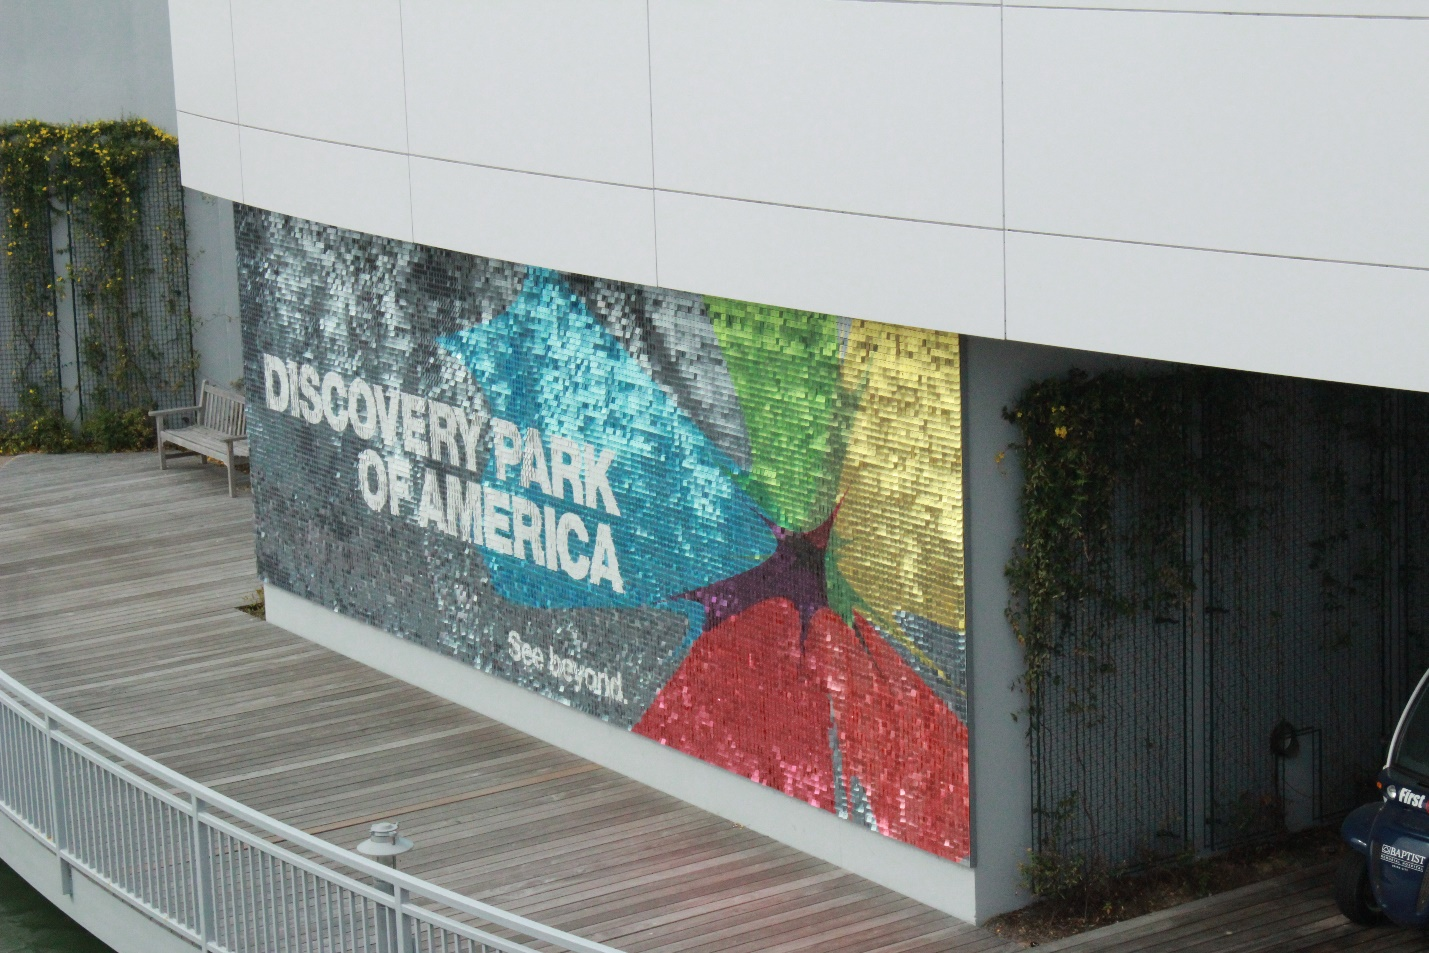 DISCOVERY PARK
OF AMERICA
See beyond.
First
BAPTIST